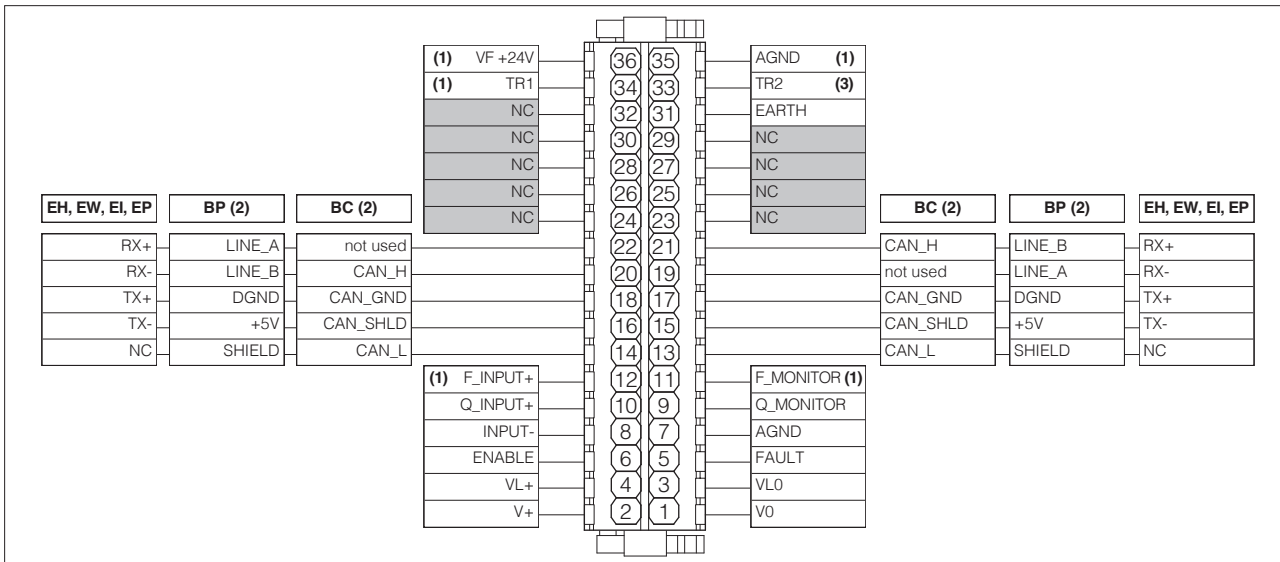 (1) VF +24V 36 35 AGND (1)
(1) TR1 34 33 TR2 (3)
NC 32 31 EARTH
NC 30 29 NC
NC 28 27 NC
NC 26 25 NC
NC 24 23 NC
EH, EW, EI, EP BP (2) BC (2) BC (2) BP (2) EH, EW, EI, EP
RX+ LINE_A not used 22 21 CAN_H LINE_B RX+
RX- LINE_B CAN_H 20 19 not used LINE_A RX-
TX+ DGND CAN_GND 18 17 CAN_GND DGND TX+
TX- +5V CAN_SHLD 16 15 CAN_SHLD +5V TX-
NC SHIELD CAN_L 14 13 CAN_L SHIELD NC
(1) F_INPUT+ 12 11 F_MONITOR (1)
Q_INPUT+ 10 9 Q_MONITOR
INPUT- 8 7 AGND
ENABLE 6 5 FAULT
VL+ 4 3 VL0
V+ 2 1 V0